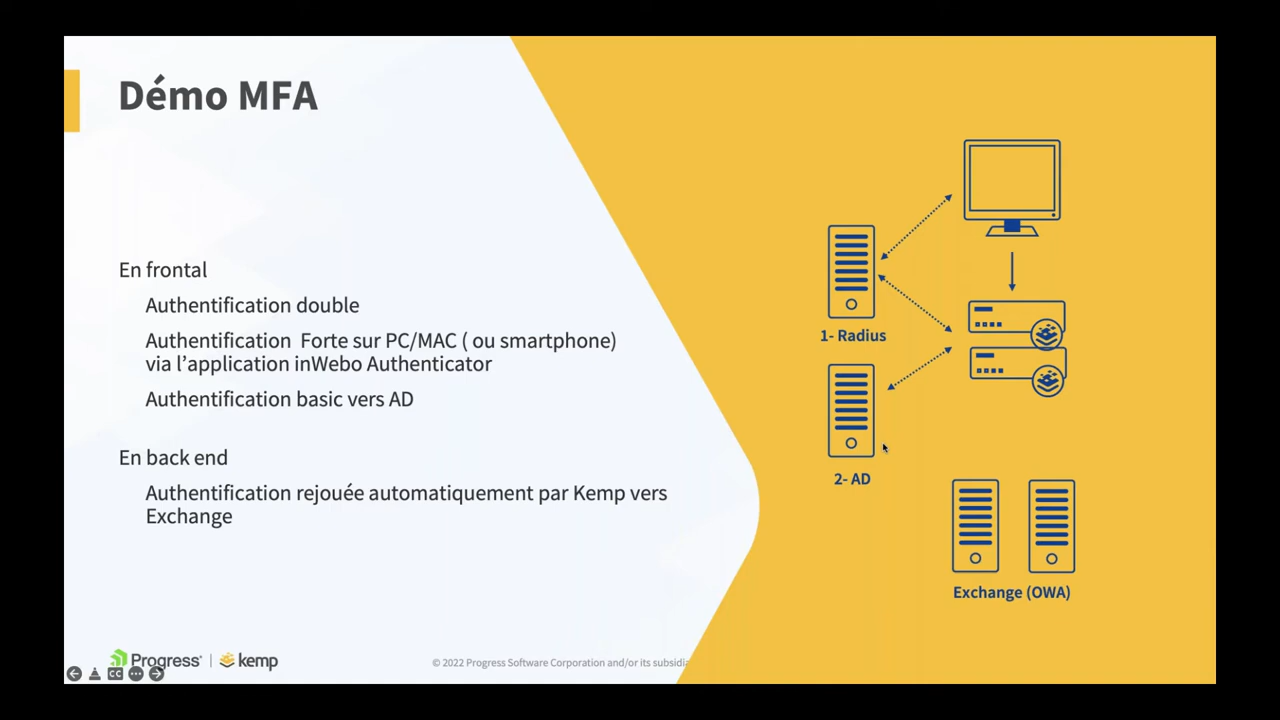 Démo MFA
En frontal
Authentification double
Authentification  Forte sur PC/MAC ( ou smartphone)
via l’application inWebo Authenticator
Authentification basic vers AD
En back end
Authentification rejouée automatiquement par Kemp vers
Exchange
1- Radius
2- AD
Exchange (OWA)
Progress | kemp
© 2022 Progress Software Corporation and/or its
CC